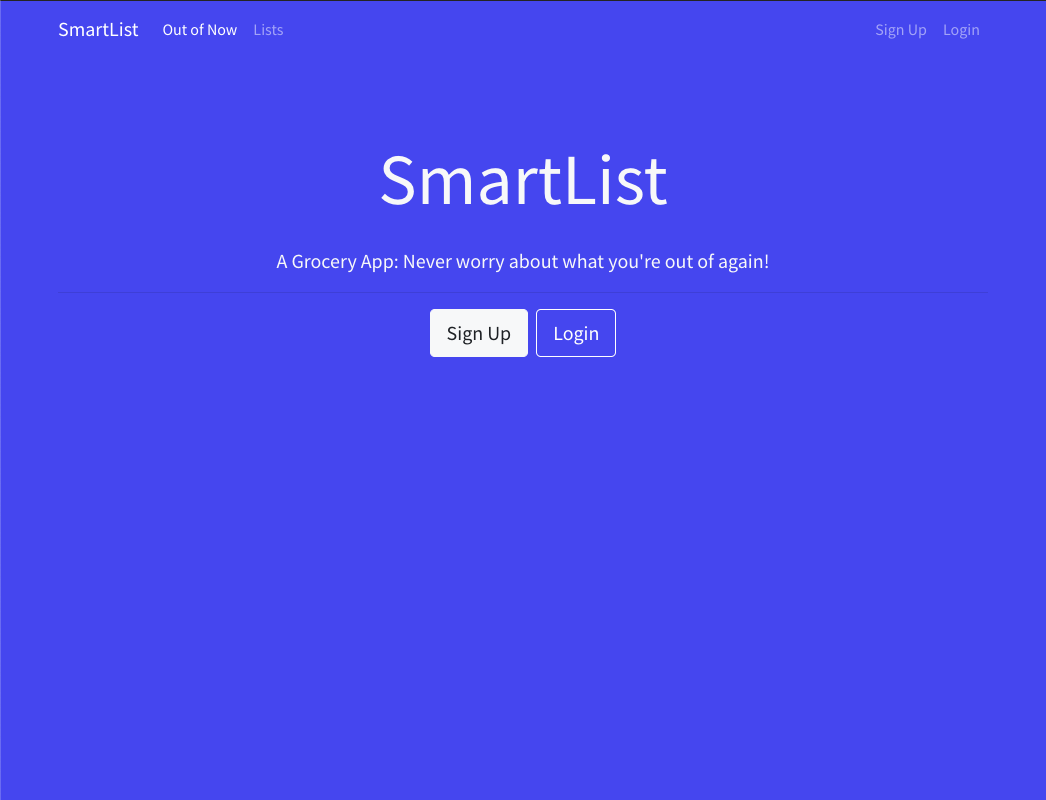 SmartList Out of Now Lists Sign Up Login
SmartList
A Grocery App: Never worry about what you're out of again!
Sign Up Login